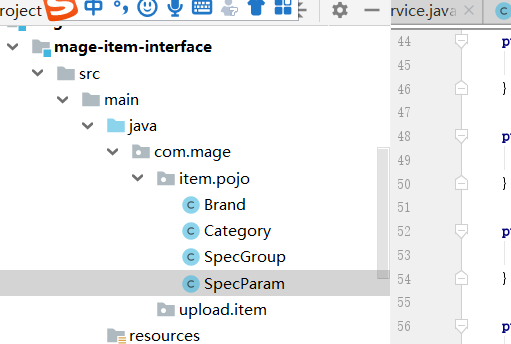 roject
中
rvice.java
mage-item-interface
src
main
java
com.mage
item.pojo
Brand
Category
SpecGroup
SpecParam
upload.item
resources
44 p
45
46 }
47
48 p
49
50 }
51
52 p
53
54 }
55
56 p